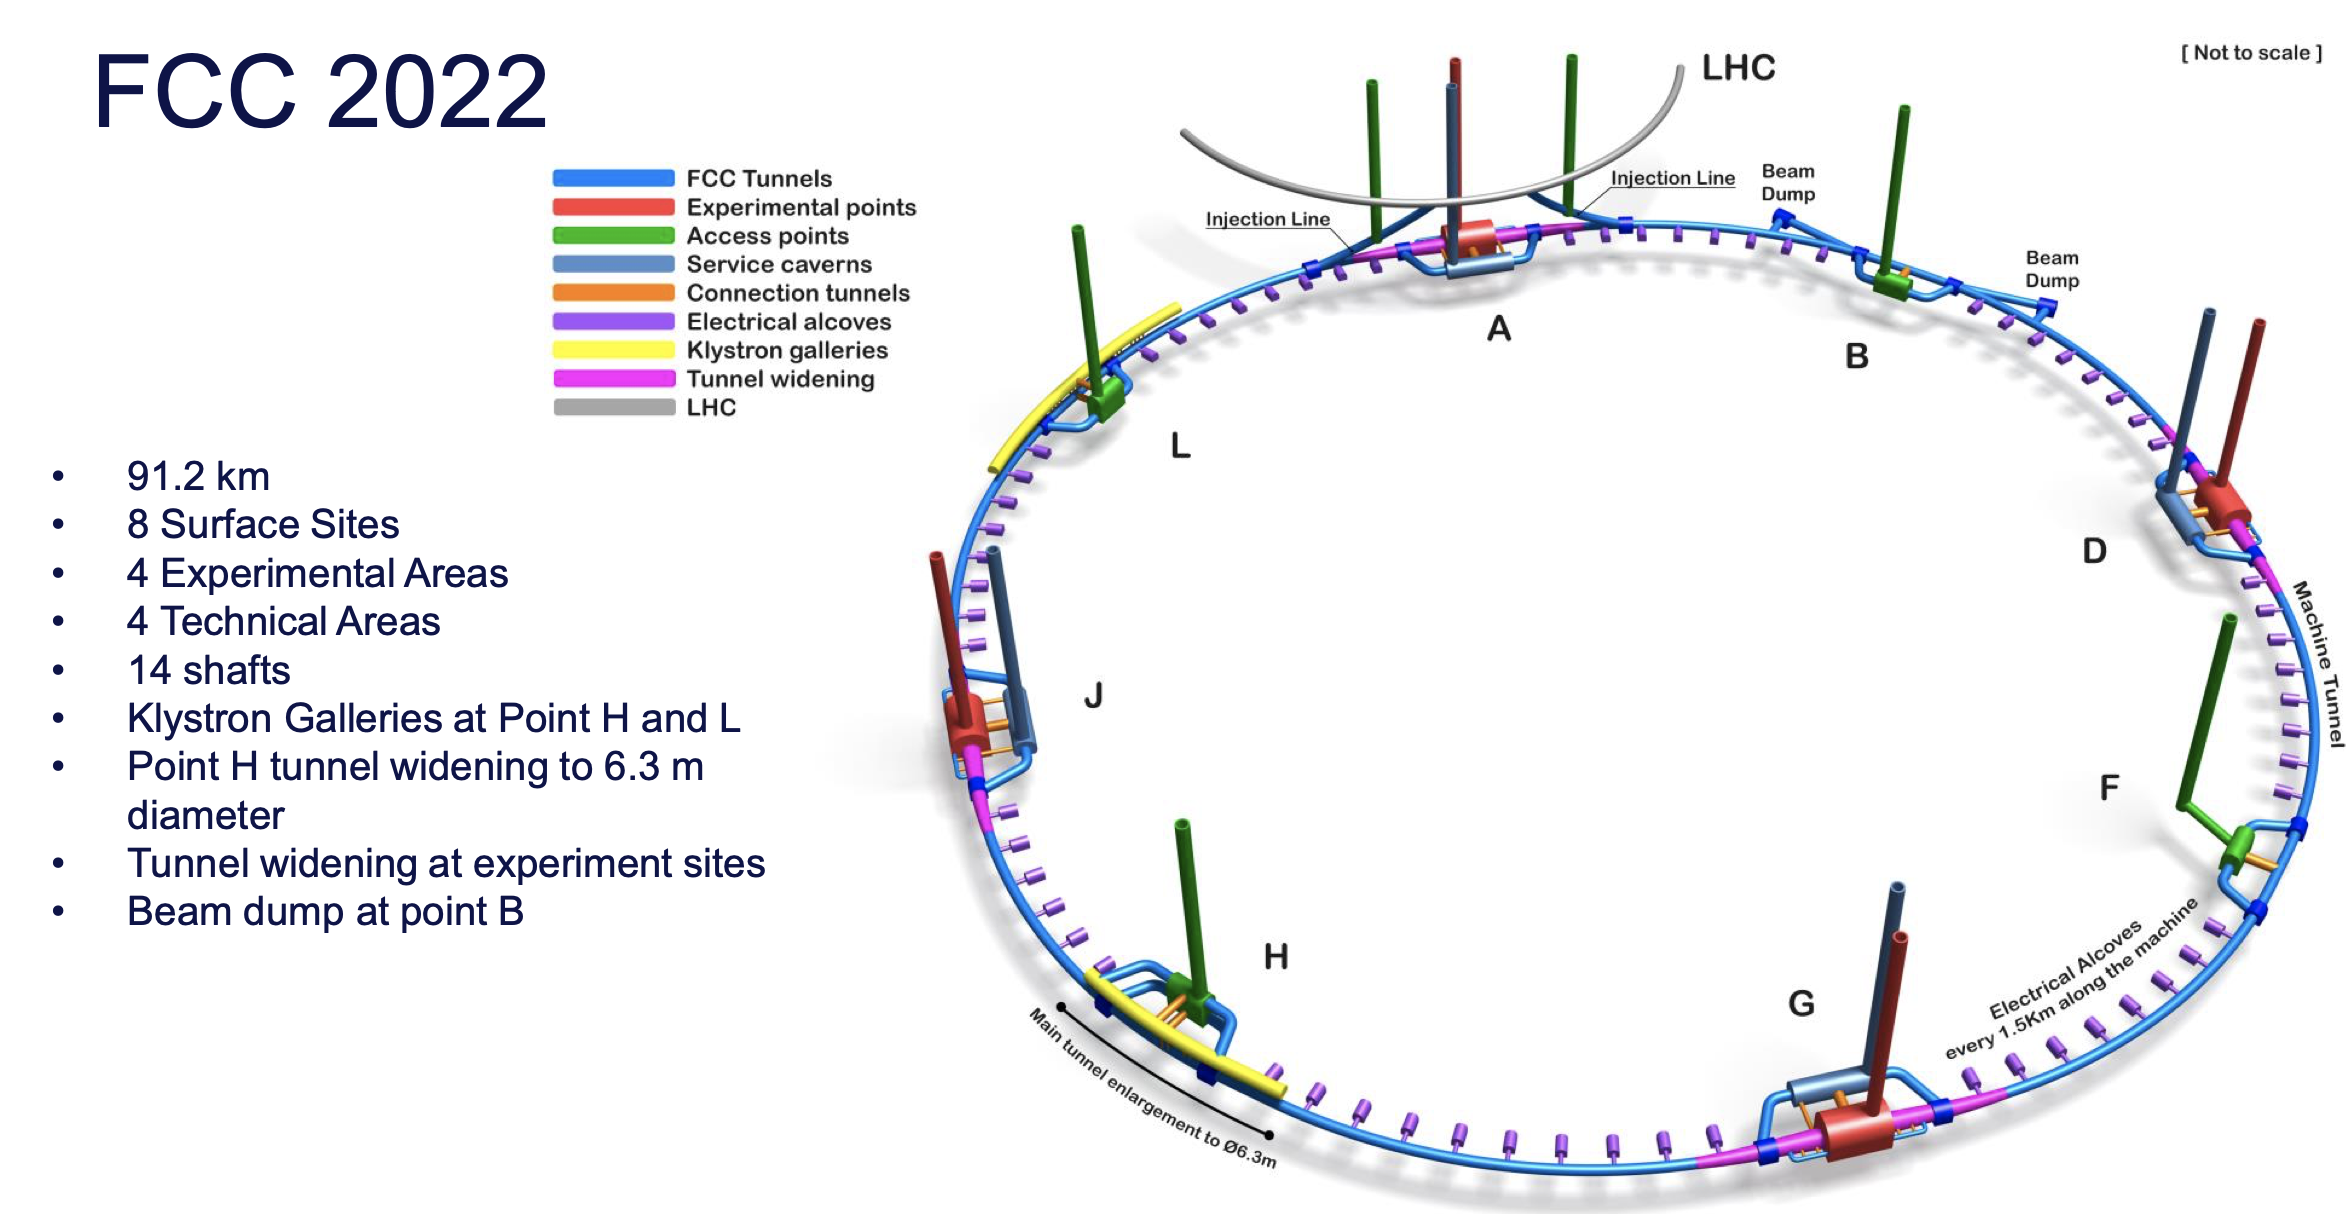 FCC 2022
[ Not to scale ]
LHC
FCC Tunnels
Experimental points
Access points
Service caverns
Connection tunnels
Electrical alcoves
Klystron galleries
Tunnel widening
LHC
• 91.2 km
• 8 Surface Sites
• 4 Experimental Areas
• 4 Technical Areas
• 14 shafts
• Klystron Galleries at Point H and L
• Point H tunnel widening to 6.3 m
diameter
• Tunnel widening at experiment sites
• Beam dump at point B
Injection Line
Injection Line
Beam
Dump
Beam
Dump
A
B
L
D
Machine Tunnel
J
F
H
G
Electrical Alcoves
every 1.5Km along the machine
Main tunnel enlargement to Ø6.3m